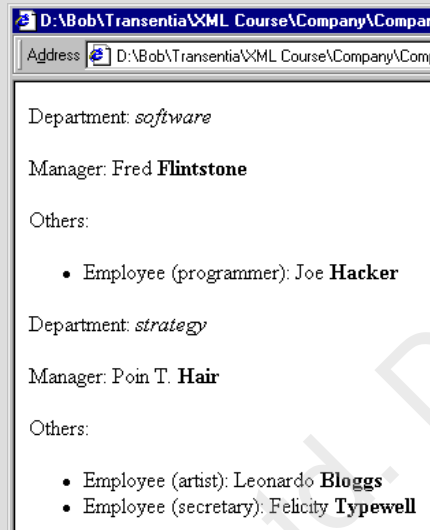 D:\Bob\Transentia\XML Course\Company\Compan
Address D:\Bob\Transentia\XML Course\Company\Com
Department: software
Manager: Fred Flintstone
Others:
• Employee (programmer): Joe Hacker
Department: strategy
Manager: Poin T. Hair
Others:
• Employee (artist): Leonardo Bloggs
• Employee (secretary): Felicity Typewell